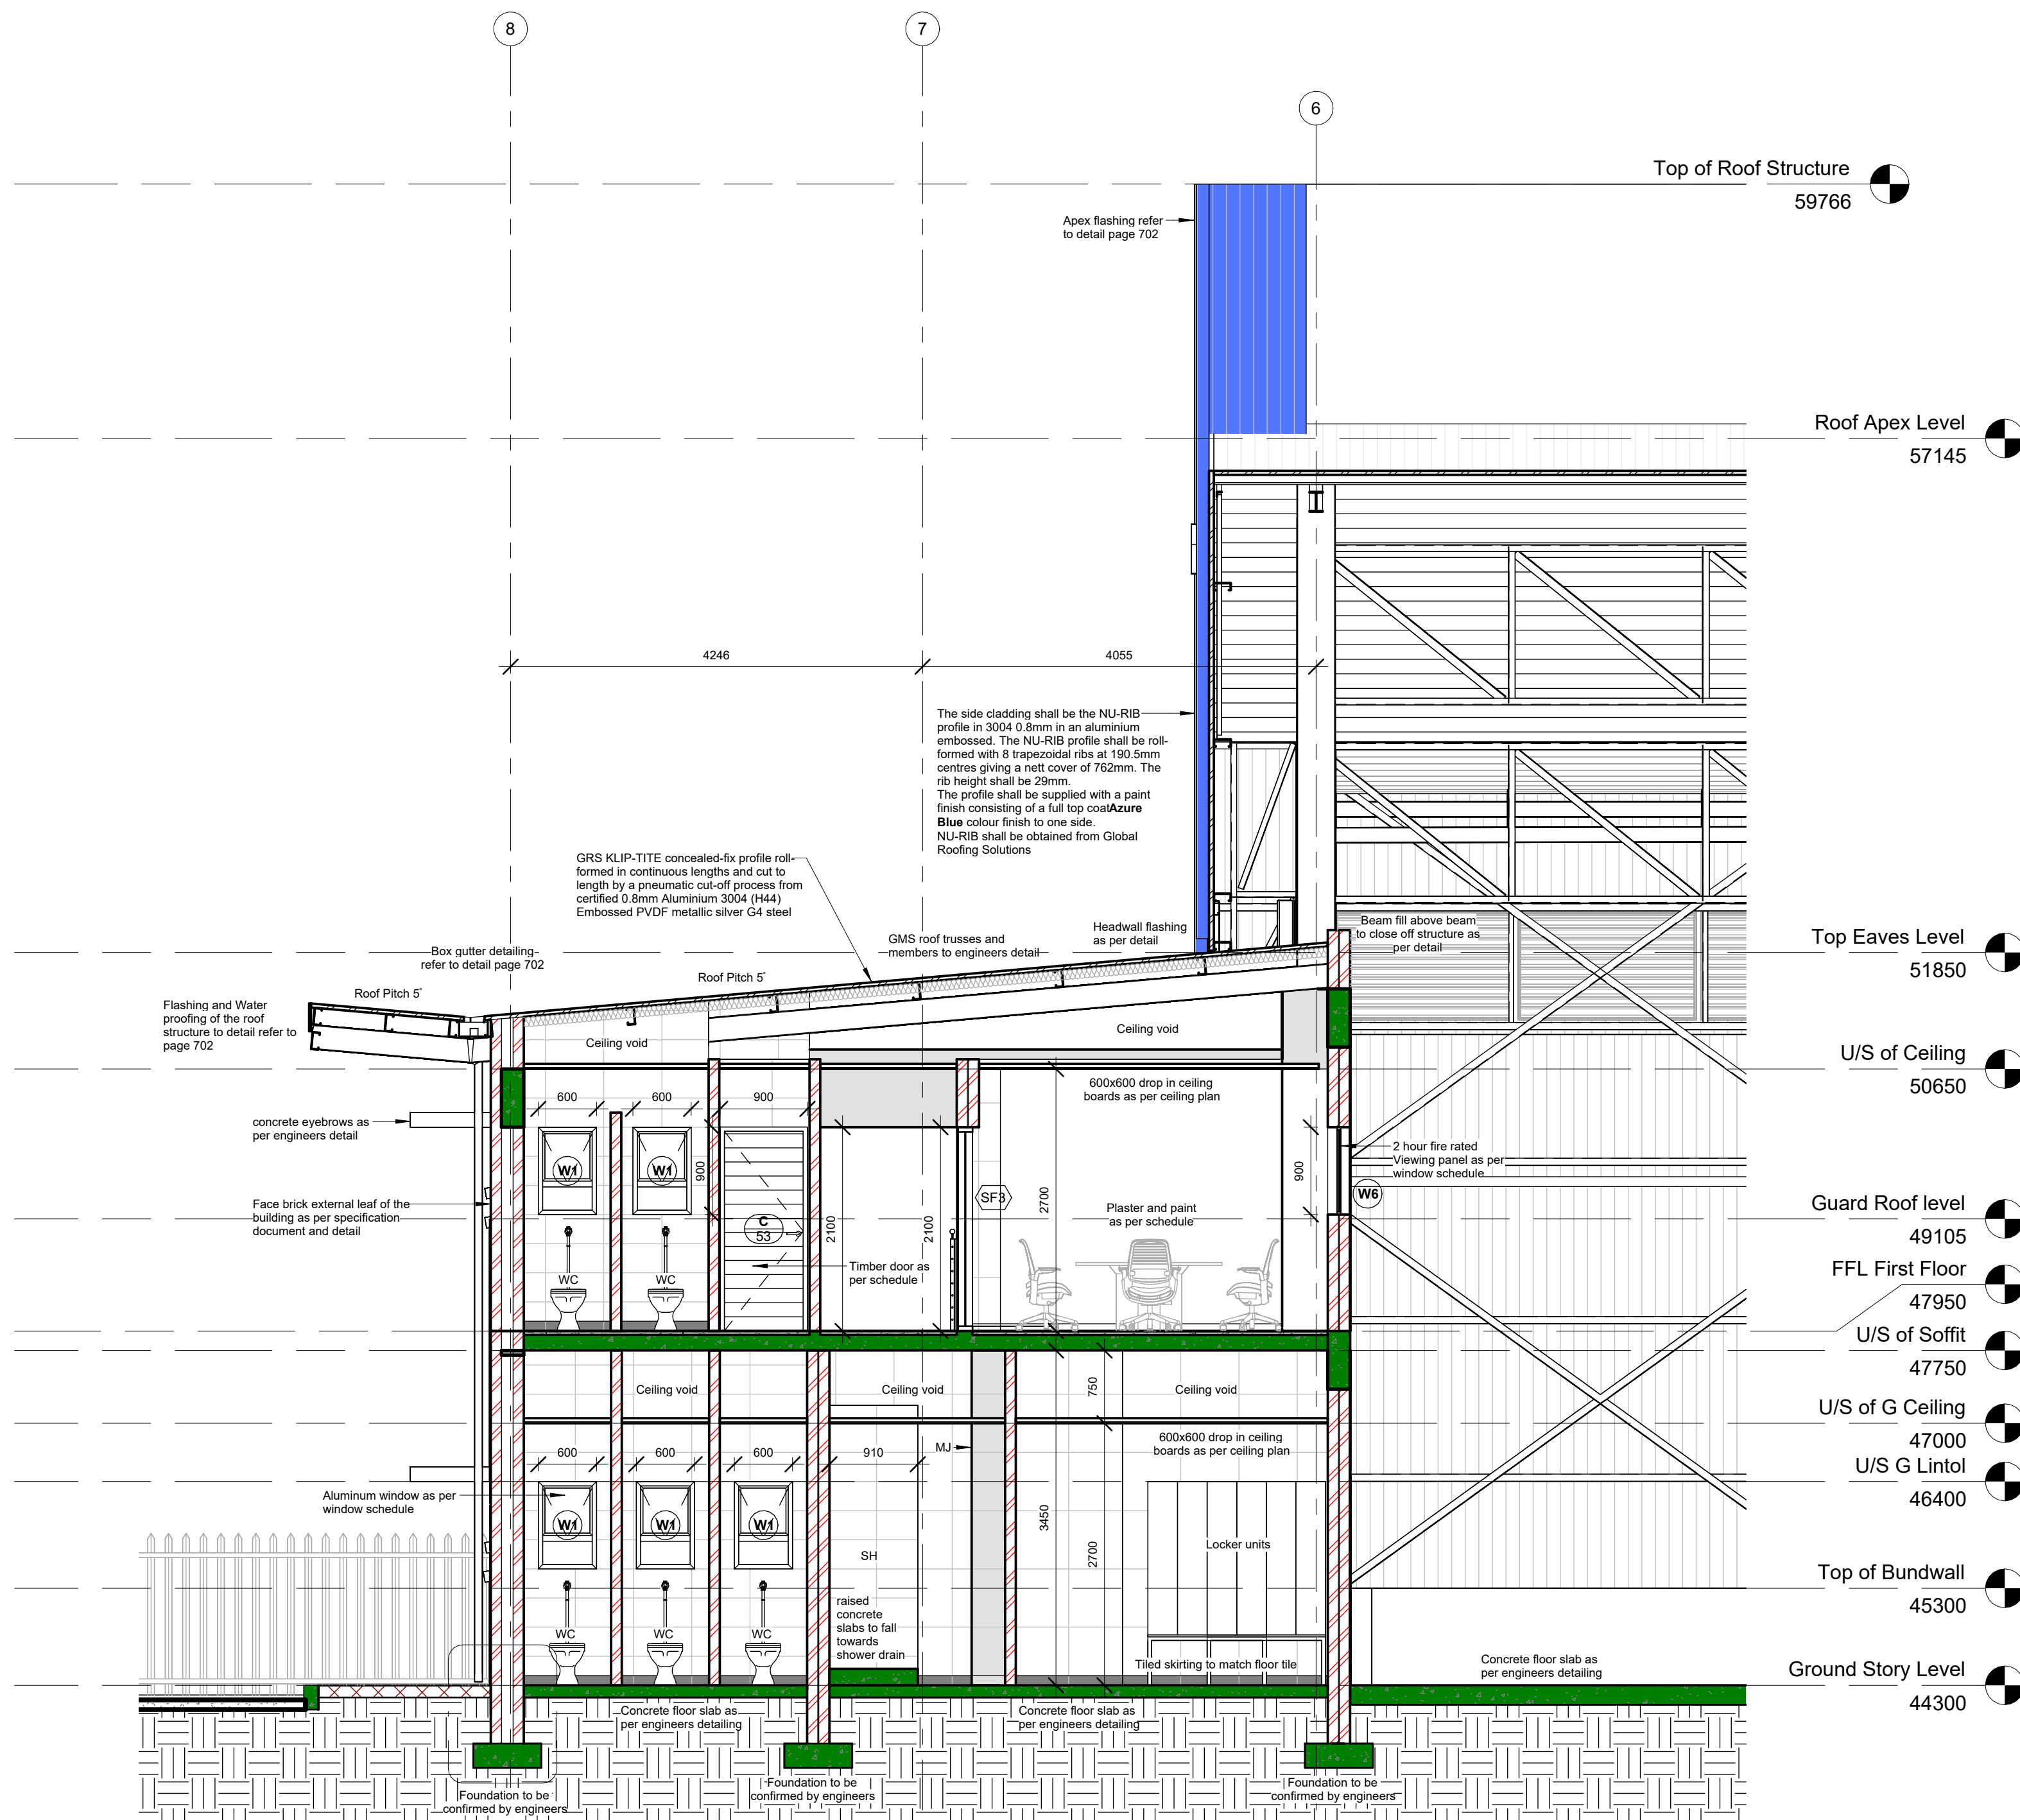 8
7
6
Top of Roof Structure
59766
Apex flashing refer
to detail page 702
Roof Apex Level
57145
4246
4055
The side cladding shall be the NU-RIB
profile in 3004 0.8mm in an aluminium
embossed. The NU-RIB profile shall be roll-
formed with 8 trapezoidal ribs at 190.5mm
centres giving a nett cover of 762mm. The
rib height shall be 29mm.
The profile shall be supplied with a paint
finish consisting of a full top coatAzure
Blue colour finish to one side.
NU-RIB shall be obtained from Global
Roofing Solutions
GRS KLIP-TITE concealed-fix profile roll-
formed in continuous lengths and cut to
length by a pneumatic cut-off process from
certified 0.8mm Aluminium 3004 (H44)
Embossed PVDF metallic silver G4 steel
Headwall flashing
as per detail
GMS roof trusses and
members to engineers detail
Beam fill above beam
to close off structure as
per detail
Top Eaves Level
51850
Box gutter detailing
refer to detail page 702
Roof Pitch 5°
Roof Pitch 5°
Flashing and Water
proofing of the roof
structure to detail refer to
page 702
Ceiling void
Ceiling void
U/S of Ceiling
50650
600x600 drop in ceiling
boards as per ceiling plan
600
600
900
concrete eyebrows as
per engineers detail
2 hour fire rated
Viewing panel as per
window schedule
W1
W1
900
900
W6
SF3
2700
Face brick external leaf of the
building as per specification
document and detail
Plaster and paint
as per schedule
Guard Roof level
49105
C
53
2100
2100
Timber door as
per schedule
WC
WC
FFL First Floor
47950
U/S of Soffit
47750
Ceiling void
Ceiling void
Ceiling void
750
U/S of G Ceiling
47000
600
600
600
910
MJ
600x600 drop in ceiling
boards as per ceiling plan
U/S G Lintol
46400
Aluminum window as per
window schedule
W1
W1
W1
3450
2700
SH
Locker units
Top of Bundwall
45300
raised
concrete
slabs to fall
towards
shower drain
WC
WC
WC
Tiled skirting to match floor tile
Concrete floor slab as
per engineers detailing
Ground Story Level
44300
Concrete floor slab as
per engineers detailing
Concrete floor slab as
per engineers detailing
Foundation to be
confirmed by engineers
Foundation to be
confirmed by engineers
Foundation to be
confirmed by engineers